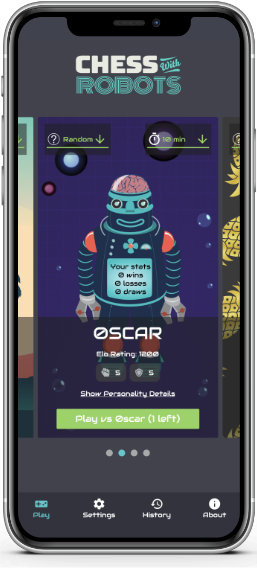 CHESS With
ROBOTS
Random
10 min
Your stats
0 wins
0 losses
0 draws
ØSCAR
Elo Rating: 1200
5
5
Show Personality Details
Play vs Øscar (1 left)
Play
Settings
History
About